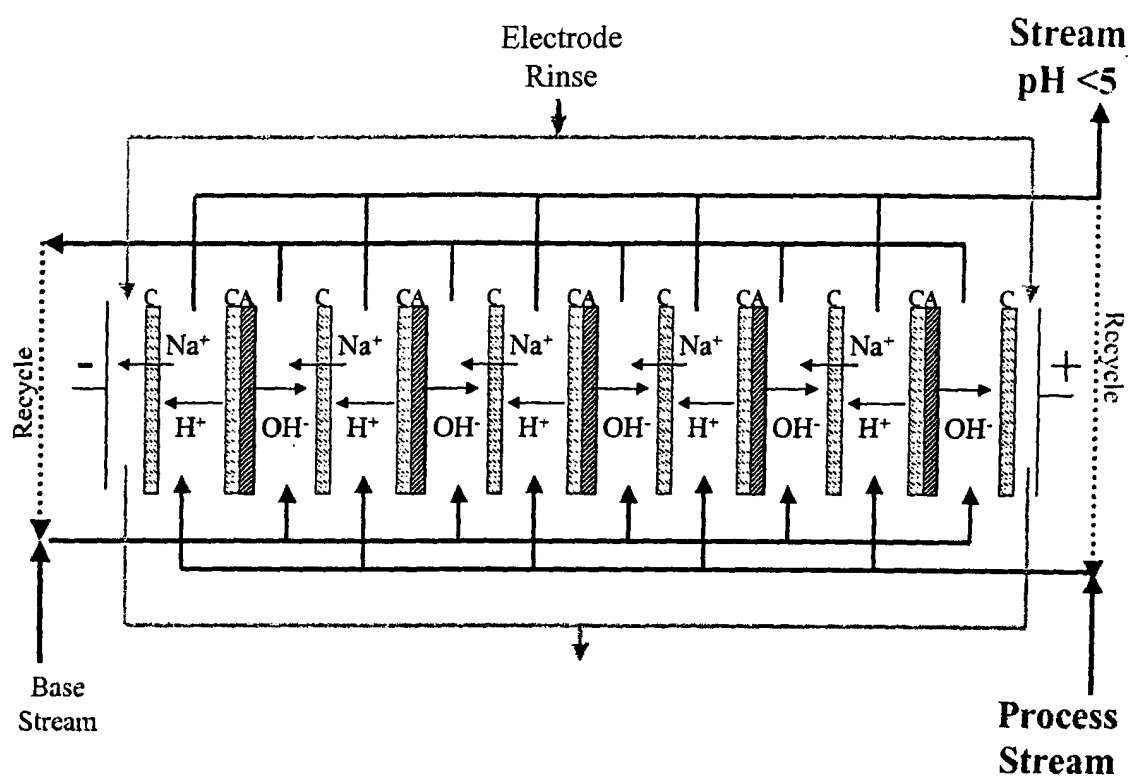 Electrode
Rinse
Stream
pH <5
C CA C CA C CA C CA C CA C
Na⁺ Na⁺ Na⁺ Na⁺ Na⁺
- +
H⁺ OH⁻ H⁺ OH⁻ H⁺ OH⁻ H⁺ OH⁻ H⁺ OH⁻
Recycle
Recycle
Base
Stream
Process
Stream